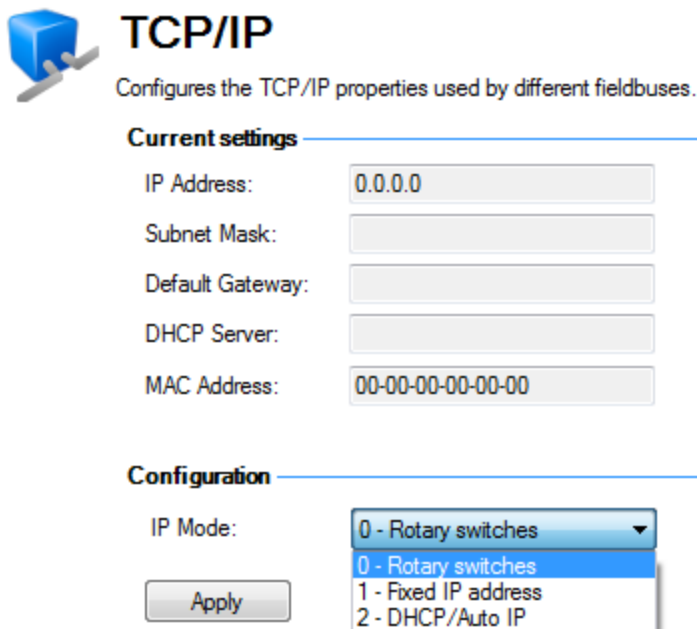 TCP/IP
Configures the TCP/IP properties used by different fieldbuses.
Current settings
IP Address: 0.0.0.0
Subnet Mask:
Default Gateway:
DHCP Server:
MAC Address: 00-00-00-00-00-00
Configuration
IP Mode: 0 - Rotary switches
0 - Rotary switches
1 - Fixed IP address
Apply
2 - DHCP/Auto IP